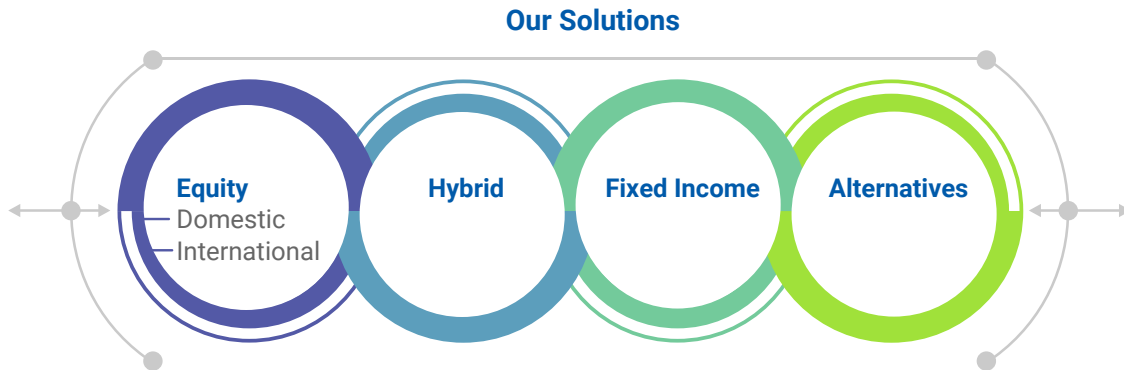 Our Solutions
Equity
Domestic
International
Hybrid
Fixed Income
Alternatives